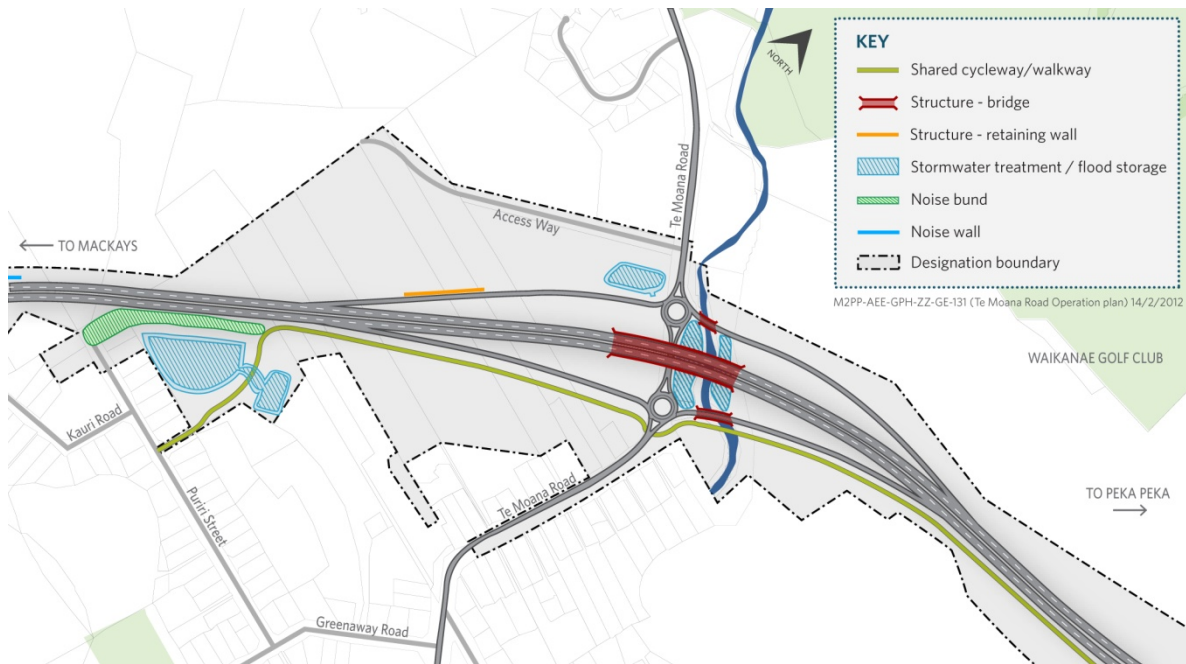 KEY
Shared cycleway/walkway
Structure - bridge
Structure - retaining wall
Stormwater treatment / flood storage
Noise bund
Noise wall
Designation boundary
M2PP-AEE-GPH-ZZ-GE-131 (Te Moana Road Operation plan) 14/2/2012
NORTH
Te Moana Road
Access Way
TO MACKAYS
WAIKANAE GOLF CLUB
Kauri Road
Puriri Street
Te Moana Road
TO PEKA PEKA
Greenaway Road